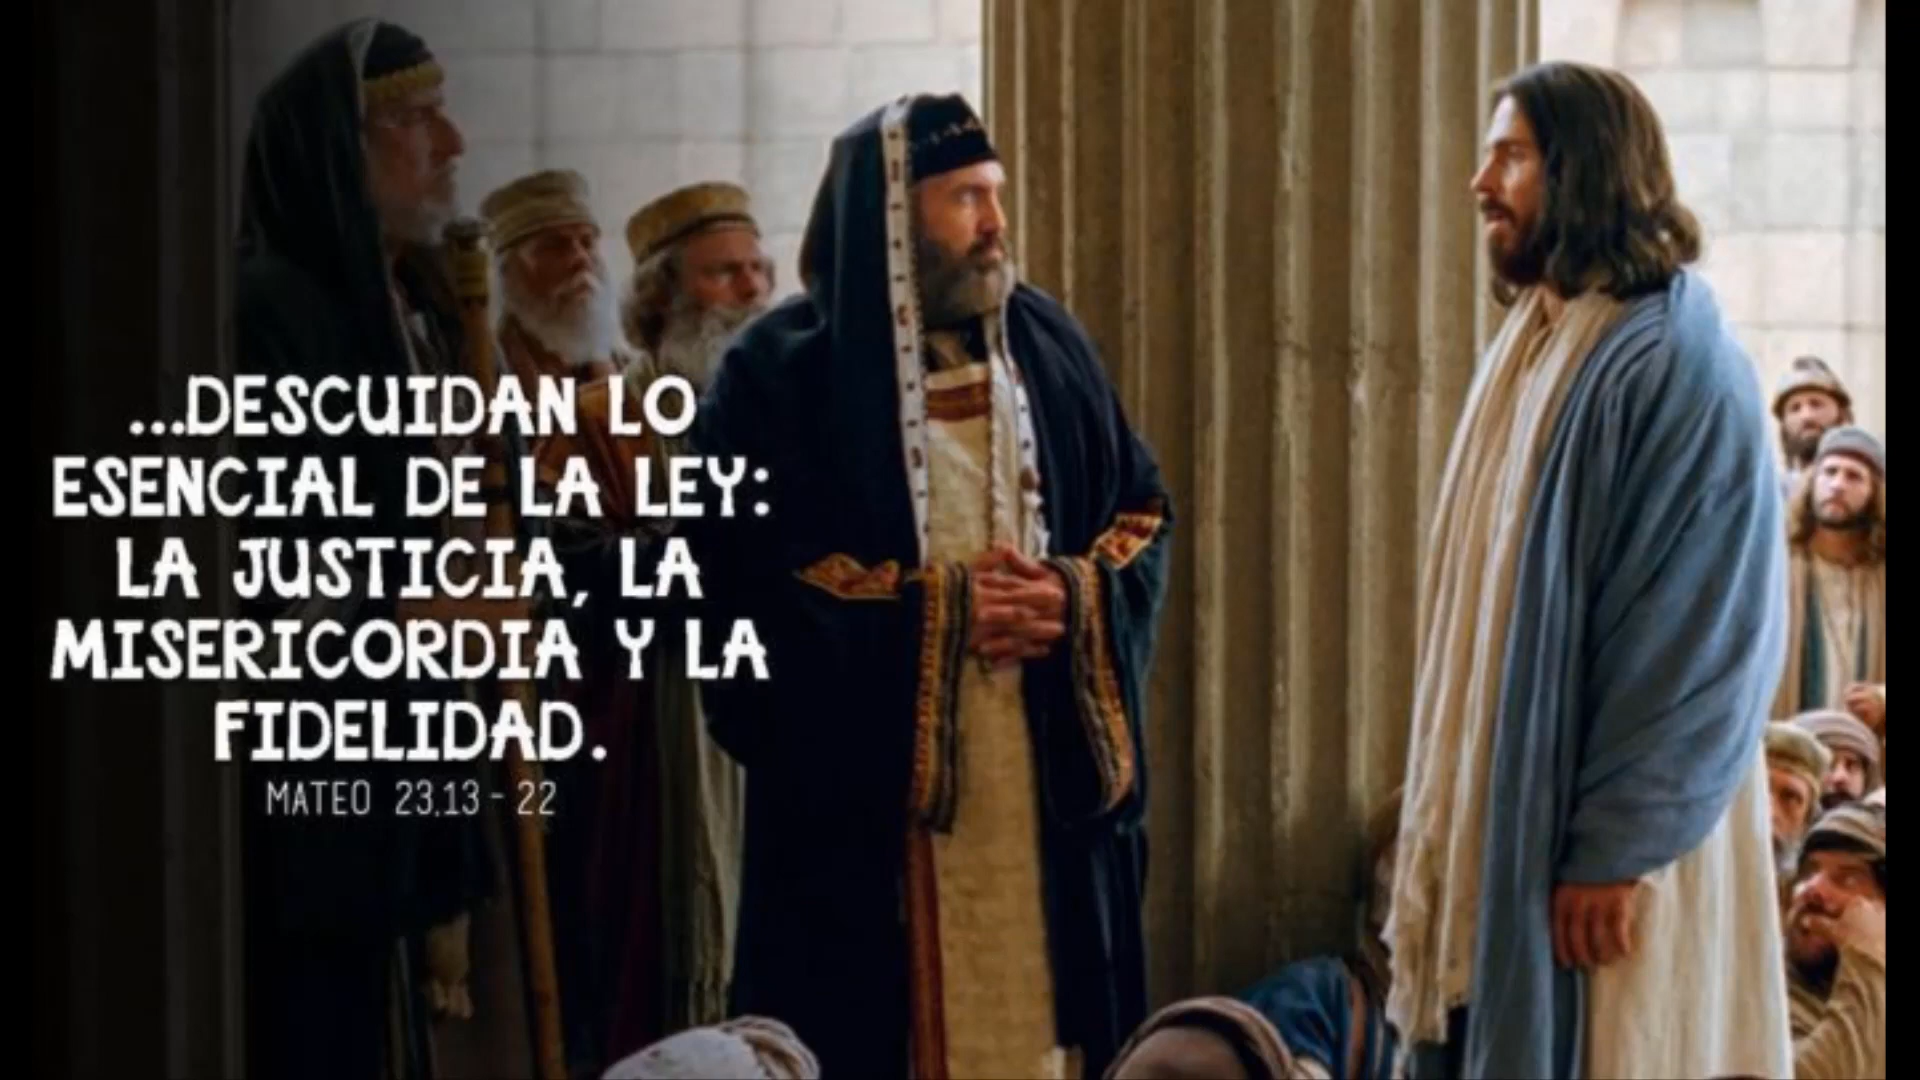 ...DESCUIDAN LO
ESENCIAL DE LA LEY:
LA JUSTICIA, LA
MISERICORDIA Y LA
FIDELIDAD.
MATEO 23,13 - 22